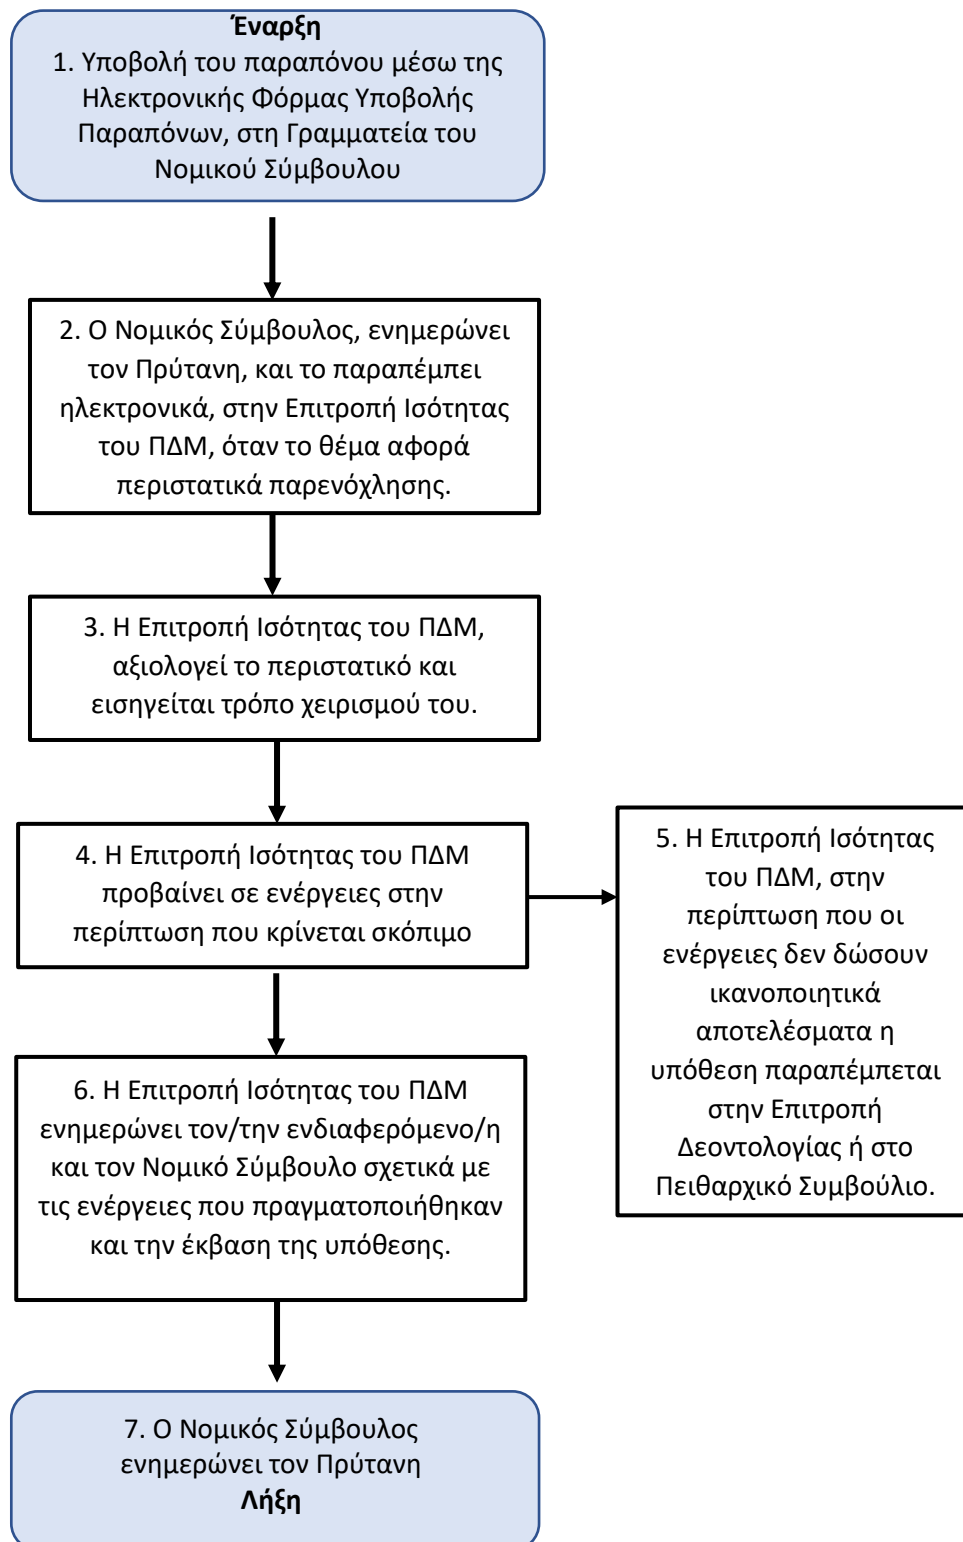 Έναρξη
1. Υποβολή του παραπόνου μέσω της
Ηλεκτρονικής Φόρμας Υποβολής
Παραπόνων, στη Γραμματεία του
Νομικού Σύμβουλου
2. Ο Νομικός Σύμβουλος, ενημερώνει
τον Πρύτανη, και το παραπέμπει
ηλεκτρονικά, στην Επιτροπή Ισότητας
του ΠΔΜ, όταν το θέμα αφορά
περιστατικά παρενόχλησης.
3. Η Επιτροπή Ισότητας του ΠΔΜ,
αξιολογεί το περιστατικό και
εισηγείται τρόπο χειρισμού του.
4. Η Επιτροπή Ισότητας του ΠΔΜ
προβαίνει σε ενέργειες στην
περίπτωση που κρίνεται σκόπιμο
5. Η Επιτροπή Ισότητας
του ΠΔΜ, στην
περίπτωση που οι
ενέργειες δεν δώσουν
ικανοποιητικά
αποτελέσματα η
υπόθεση παραπέμπεται
στην Επιτροπή
Δεοντολογίας ή στο
Πειθαρχικό Συμβούλιο.
6. Η Επιτροπή Ισότητας του ΠΔΜ
ενημερώνει τον/την ενδιαφερόμενο/η
και τον Νομικό Σύμβουλο σχετικά με
τις ενέργειες που πραγματοποιήθηκαν
και την έκβαση της υπόθεσης.
7. Ο Νομικός Σύμβουλος
ενημερώνει τον Πρύτανη
Λήξη